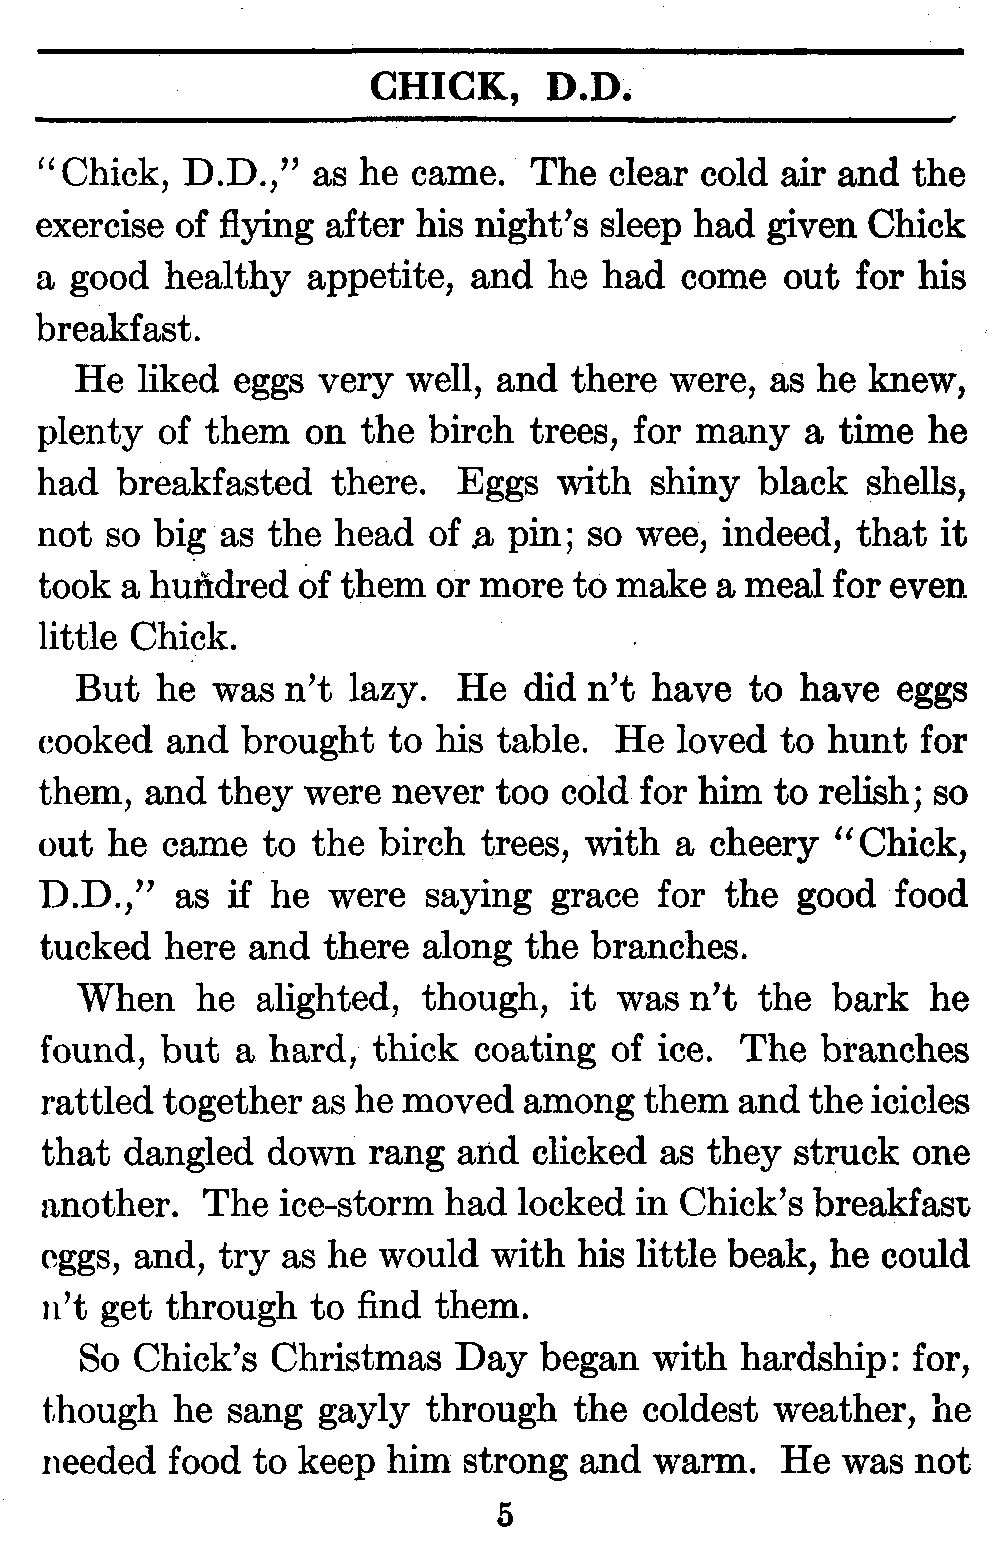 CHICK, D.D.
“Chick, D.D.,” as he came. The clear cold air and the
exercise of flying after his night’s sleep had given Chick
a good healthy appetite, and he had come out for his
breakfast.
He liked eggs very well, and there were, as he knew,
plenty of them on the birch trees, for many a time he
had breakfasted there. Eggs with shiny black shells,
not so big as the head of a pin; so wee, indeed, that it
took a hundred of them or more to make a meal for even
little Chick.
But he was n’t lazy. He did n’t have to have eggs
cooked and brought to his table. He loved to hunt for
them, and they were never too cold for him to relish; so
out he came to the birch trees, with a cheery “Chick,
D.D.,” as if he were saying grace for the good food
tucked here and there along the branches.
When he alighted, though, it was n’t the bark he
found, but a hard, thick coating of ice. The branches
rattled together as he moved among them and the icicles
that dangled down rang and clicked as they struck one
another. The ice-storm had locked in Chick’s breakfast
eggs, and, try as he would with his little beak, he could
n’t get through to find them.
So Chick’s Christmas Day began with hardship: for,
though he sang gayly through the coldest weather, he
needed food to keep him strong and warm. He was not
5